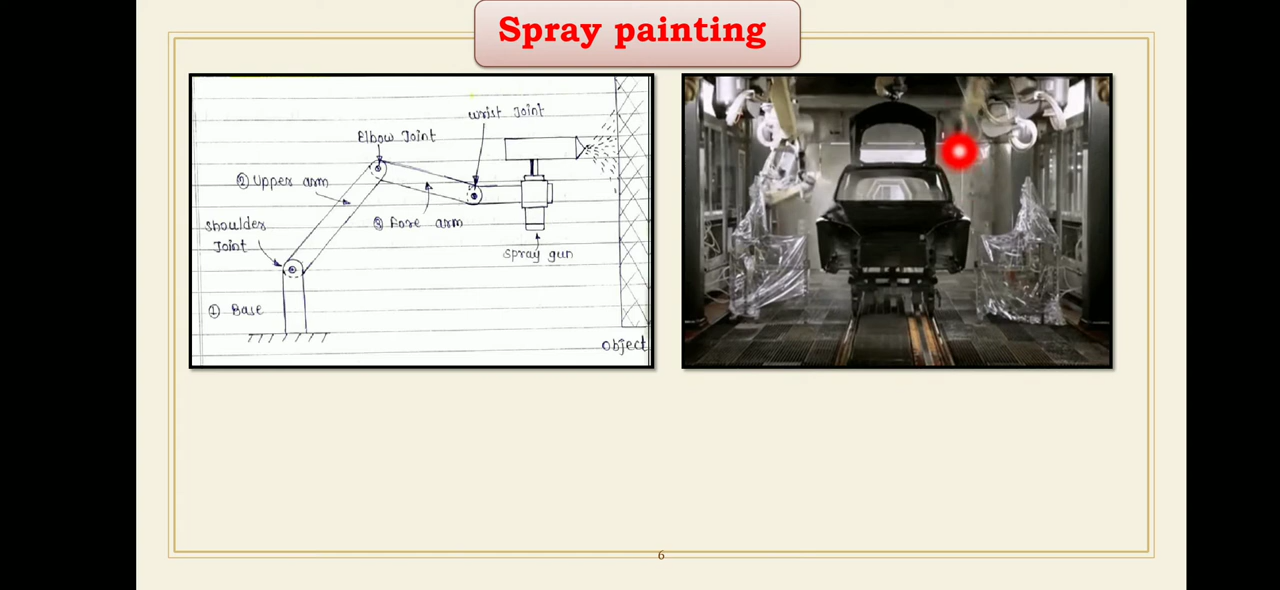 Spray painting
Wrist Joint
Elbow Joint
② Upper arm
Shoulder
Joint
③ Fore arm
Spray gun
① Base
Object
6